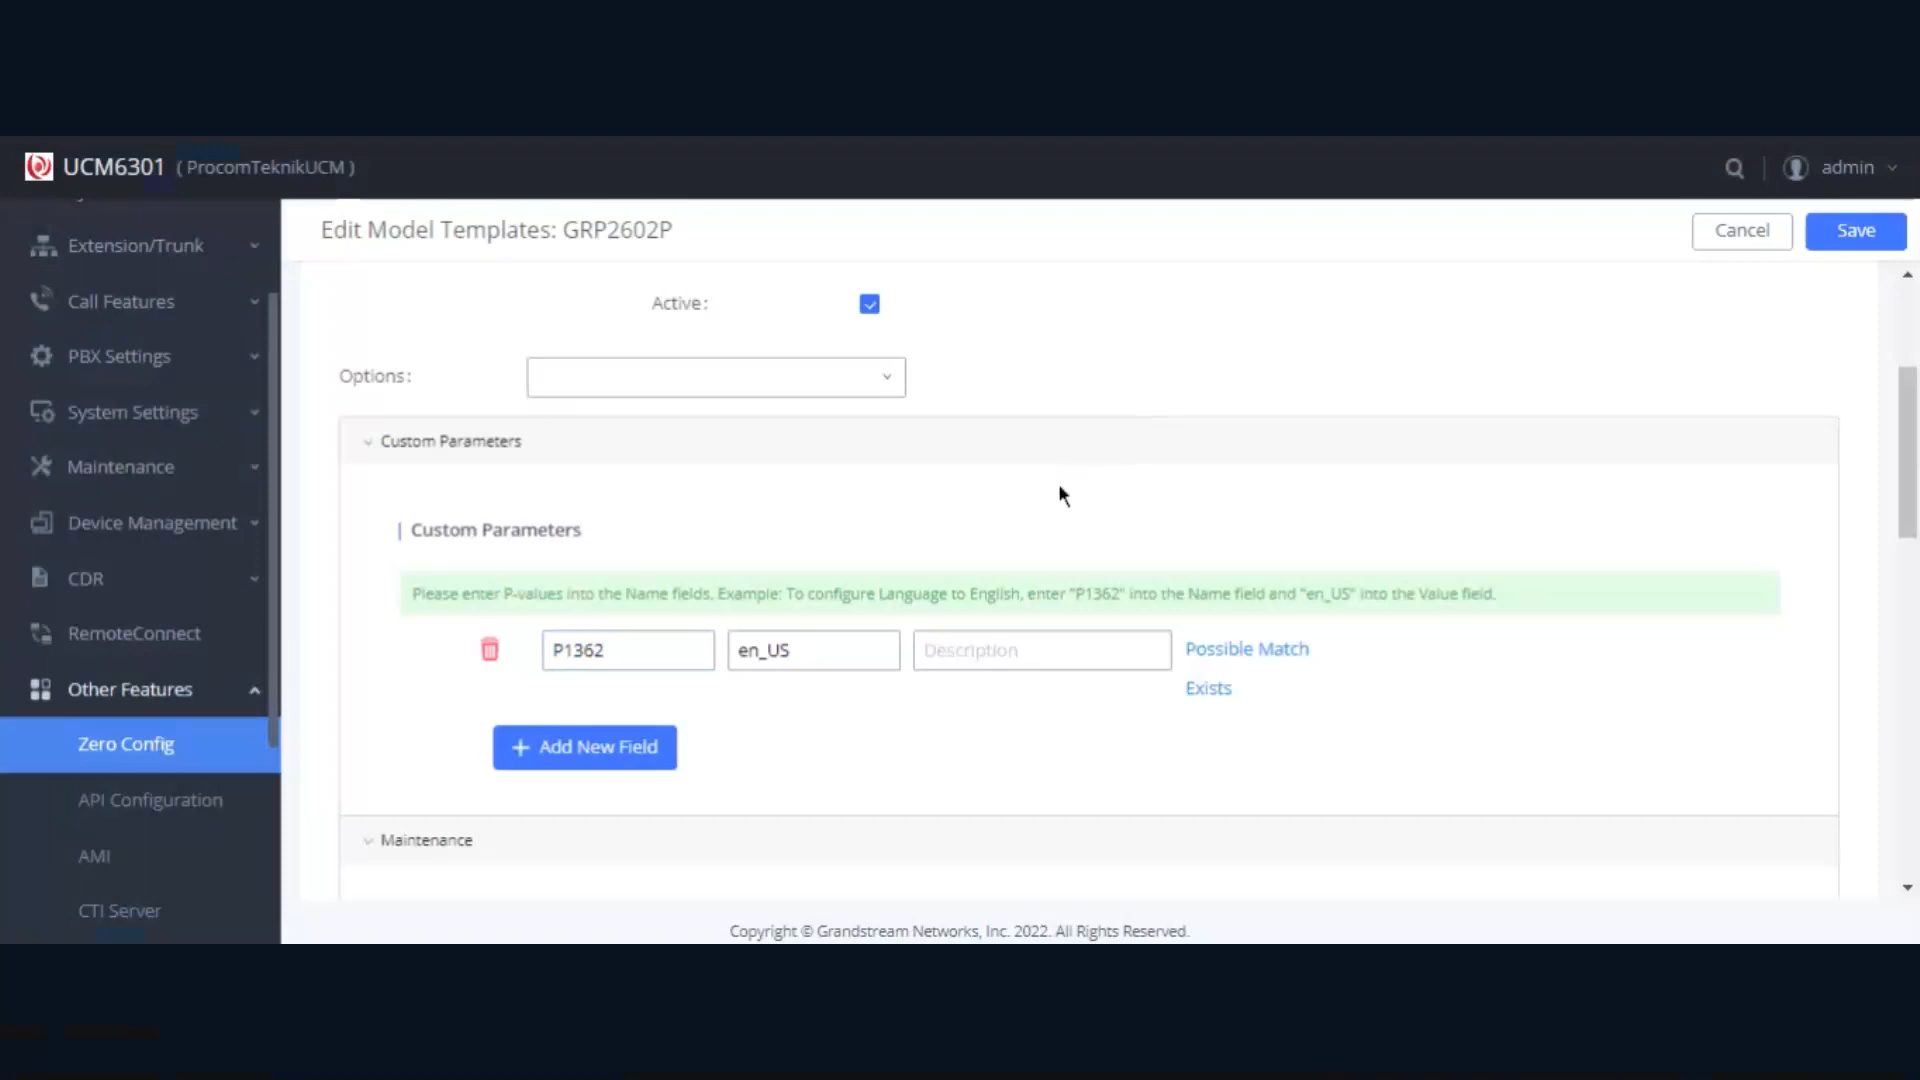 UCM6301 ( ProcomTeknikUCM )
admin
Extension/Trunk
Call Features
PBX Settings
System Settings
Maintenance
Device Management
CDR
RemoteConnect
Other Features
Zero Config
API Configuration
AMI
CTI Server
Edit Model Templates: GRP2602P
Cancel
Save
Active:
Options:
Custom Parameters
Custom Parameters
Please enter P-values into the Name fields. Example: To configure Language to English, enter "P1362" into the Name field and "en_US" into the Value field.
P1362
en_US
Description
Possible Match
Exists
+ Add New Field
Maintenance
Copyright © Grandstream Networks, Inc. 2022. All Rights Reserved.